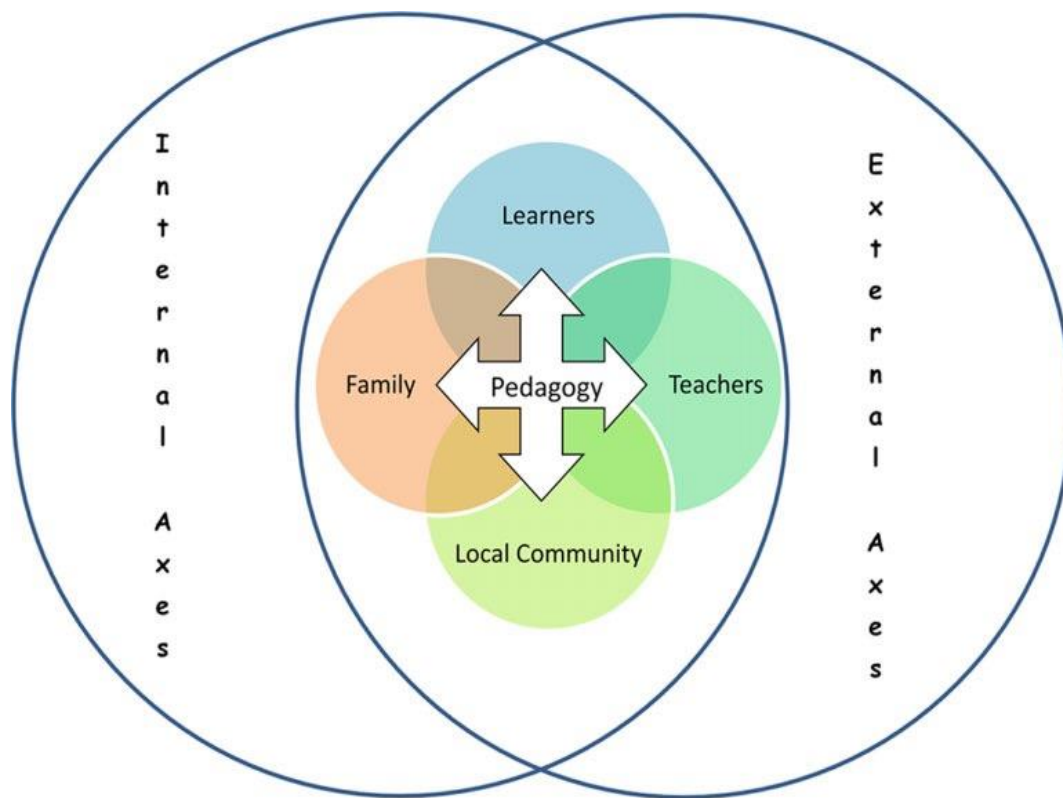 Internal Axes
Learners
Family
Pedagogy
Teachers
Local Community
External Axes